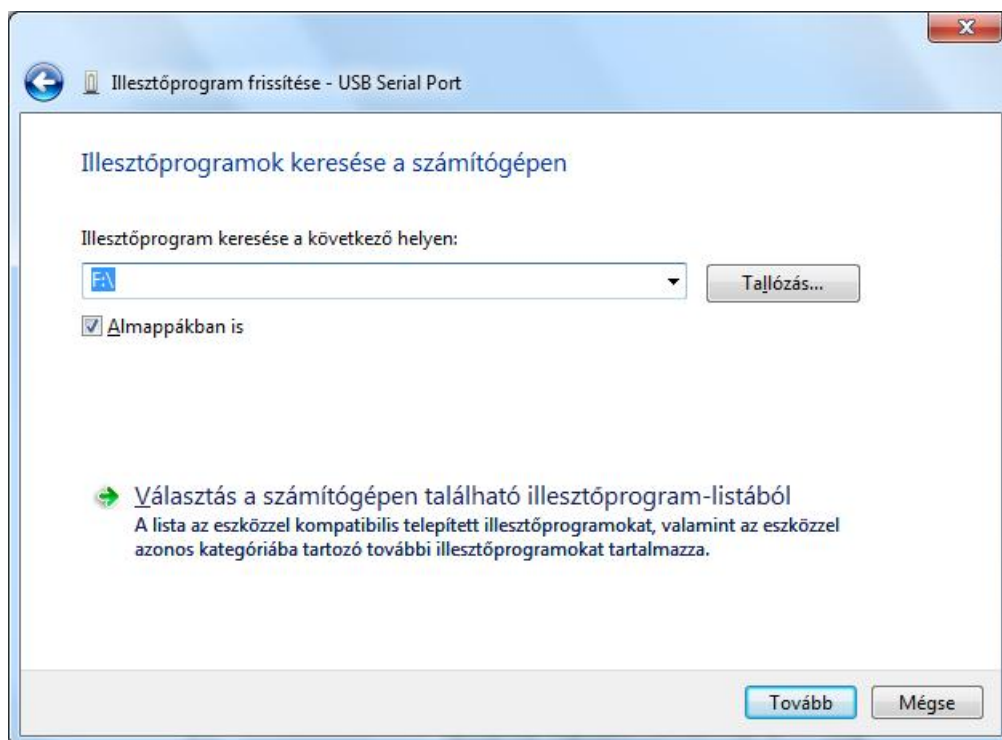 Illesztőprogram frissítése - USB Serial Port
Illesztőprogramok keresése a számítógépen
Illesztőprogram keresése a következő helyen:
F:\
Tallózás...
Almappákban is
Választás a számítógépen található illesztőprogram-listából
A lista az eszközzel kompatibilis telepített illesztőprogramokat, valamint az eszközzel
azonos kategóriába tartozó további illesztőprogramokat tartalmazza.
Tovább
Mégse